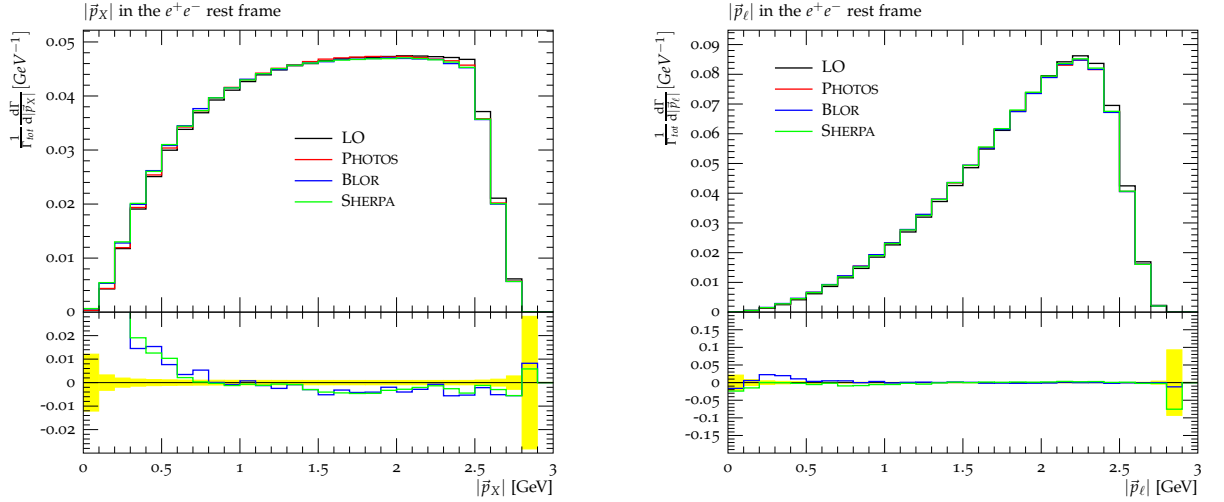 |p⃗_X| in the e⁺e⁻ rest frame
1/Γ_tot dΓ/d|p⃗_X| [GeV⁻¹]
0.05
0.04
0.03
0.02
0.01
0
LO
PHOTOS
BLOR
SHERPA
0.02
0.01
0
-0.01
-0.02
0 0.5 1 1.5 2 2.5 3
|p⃗_X| [GeV]
|p⃗_ℓ| in the e⁺e⁻ rest frame
1/Γ_tot dΓ/d|p⃗_ℓ| [GeV⁻¹]
0.09
0.08
0.07
0.06
0.05
0.04
0.03
0.02
0.01
0
LO
PHOTOS
BLOR
SHERPA
0.15
0.1
0.05
0
-0.05
-0.1
-0.15
0 0.5 1 1.5 2 2.5 3
|p⃗_ℓ| [GeV]